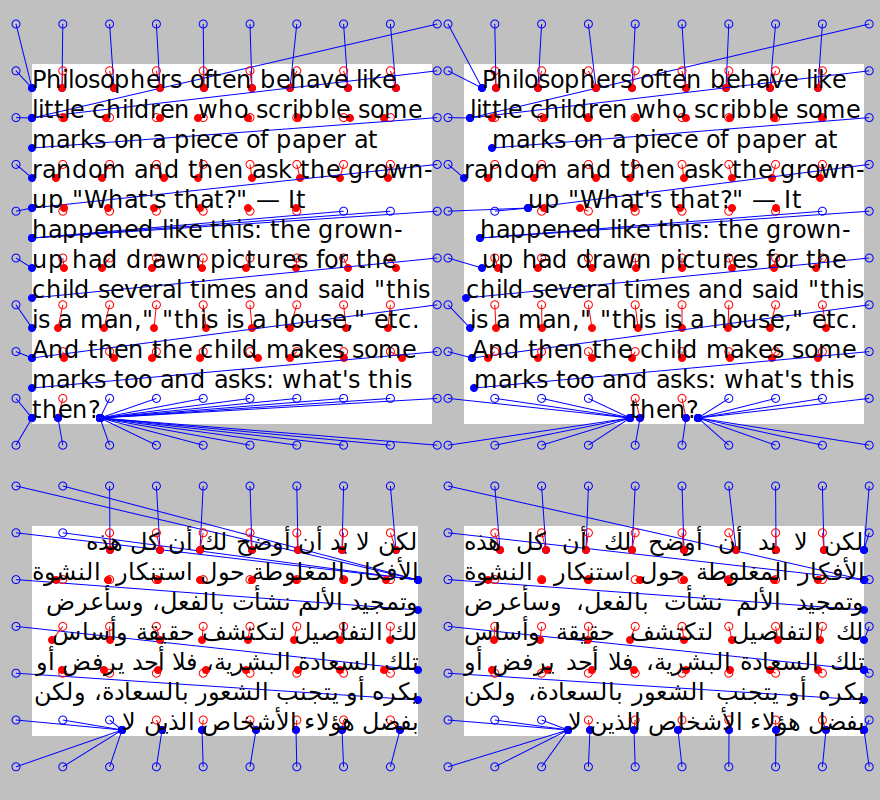 Philosophers often behave like
little children who scribble some
marks on a piece of paper at
random and then ask the grown-
up "What's that?" — It
happened like this: the grown-
up had drawn pictures for the
child several times and said "this
is a man," "this is a house," etc.
And then the child makes some
marks too and asks: what's this
then?
Philosophers often behave like
little children who scribble some
marks on a piece of paper at
random and then ask the grown-
up "What's that?" — It
happened like this: the grown-
up had drawn pictures for the
child several times and said "this
is a man," "this is a house," etc.
And then the child makes some
marks too and asks: what's this
then?
لكن لا بد أن أوضح لك أن كل هذه
الأفكار المغلوطة حول استنكار النشوة
وتمجيد الألم نشأت بالفعل، وسأعرض
لك التفاصيل لتكتشف حقيقة وأساس
تلك السعادة البشرية، فلا أحد يرفض أو
يكره أو يتجنب الشعور بالسعادة، ولكن
بفضل هؤلاء الأشخاص الذين لا
لكن لا بد أن أوضح لك أن كل هذه
الأفكار المغلوطة حول استنكار النشوة
وتمجيد الألم نشأت بالفعل، وسأعرض
لك التفاصيل لتكتشف حقيقة وأساس
تلك السعادة البشرية، فلا أحد يرفض أو
يكره أو يتجنب الشعور بالسعادة، ولكن
بفضل هؤلاء الأشخاص الذين لا